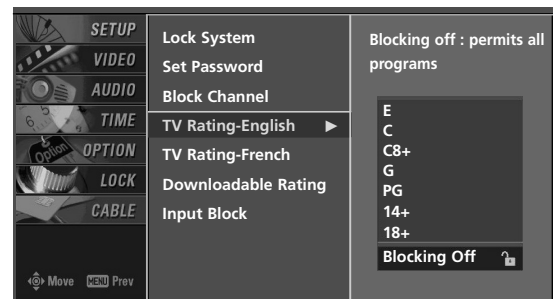 SETUP
VIDEO
AUDIO
TIME
OPTION
LOCK
CABLE
Move MENU Prev
Lock System
Set Password
Block Channel
TV Rating-English ►
TV Rating-French
Downloadable Rating
Input Block
Blocking off : permits all
programs
E
C
C8+
G
PG
14+
18+
Blocking Off